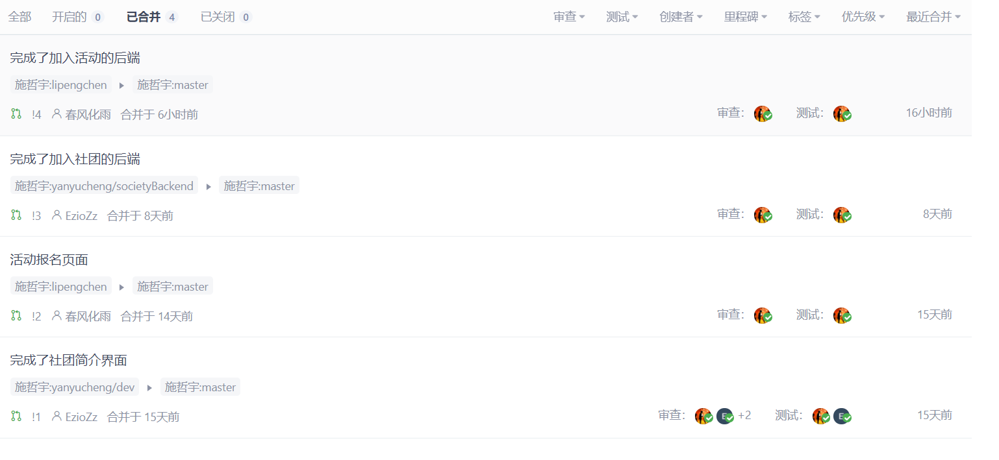 全部 开启的 0 已合并 4 已关闭 0 审查 测试 创建者 里程碑 标签 优先级 最近合并
完成了加入活动的后端
施哲宇:lipengchen 施哲宇:master
!4 春风化雨 合并于 6小时前 审查： 测试： 16小时前
完成了加入社团的后端
施哲宇:yanyucheng/societyBackend 施哲宇:master
!3 EzioZz 合并于 8天前 审查： 测试： 8天前
活动报名页面
施哲宇:lipengchen 施哲宇:master
!2 春风化雨 合并于 14天前 审查： 测试： 15天前
完成了社团简介界面
施哲宇:yanyucheng/dev 施哲宇:master
!1 EzioZz 合并于 15天前 审查： E +2 测试： E 15天前